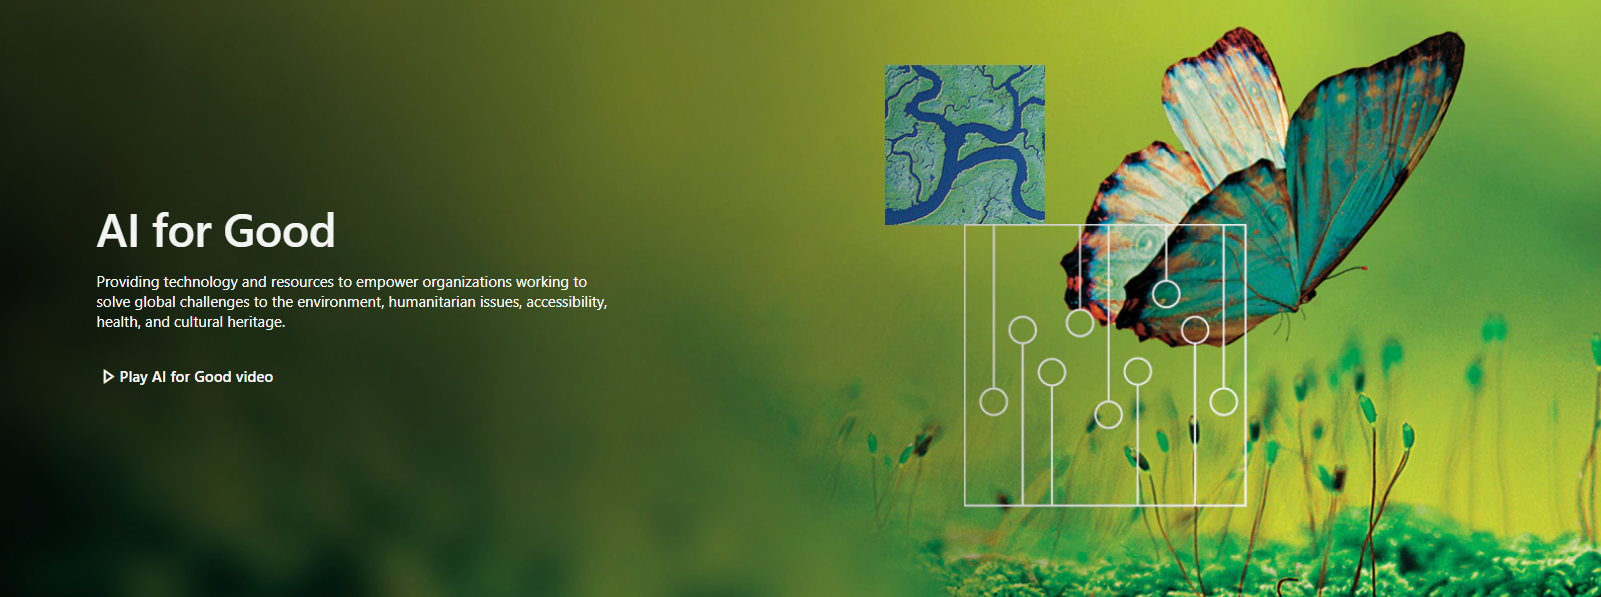 AI for Good
Providing technology and resources to empower organizations working to
solve global challenges to the environment, humanitarian issues, accessibility,
health, and cultural heritage.
Play AI for Good video